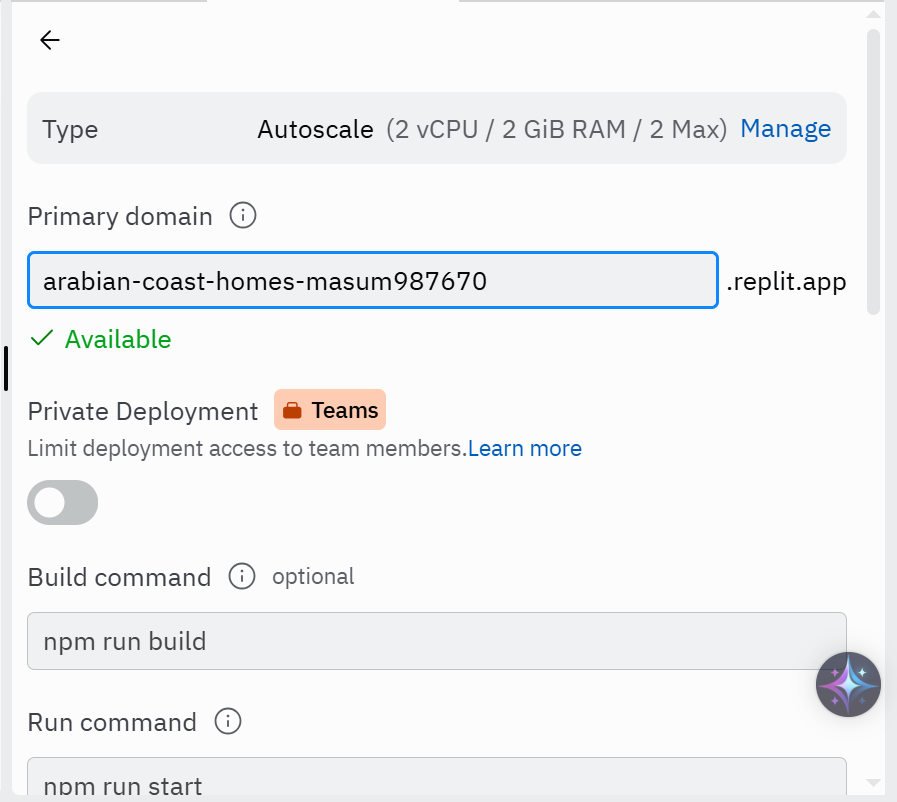 Type Autoscale (2 vCPU / 2 GiB RAM / 2 Max) Manage
Primary domain
arabian-coast-homes-masum987670 .replit.app
Available
Private Deployment Teams
Limit deployment access to team members.Learn more
Build command optional
npm run build
Run command
npm run start